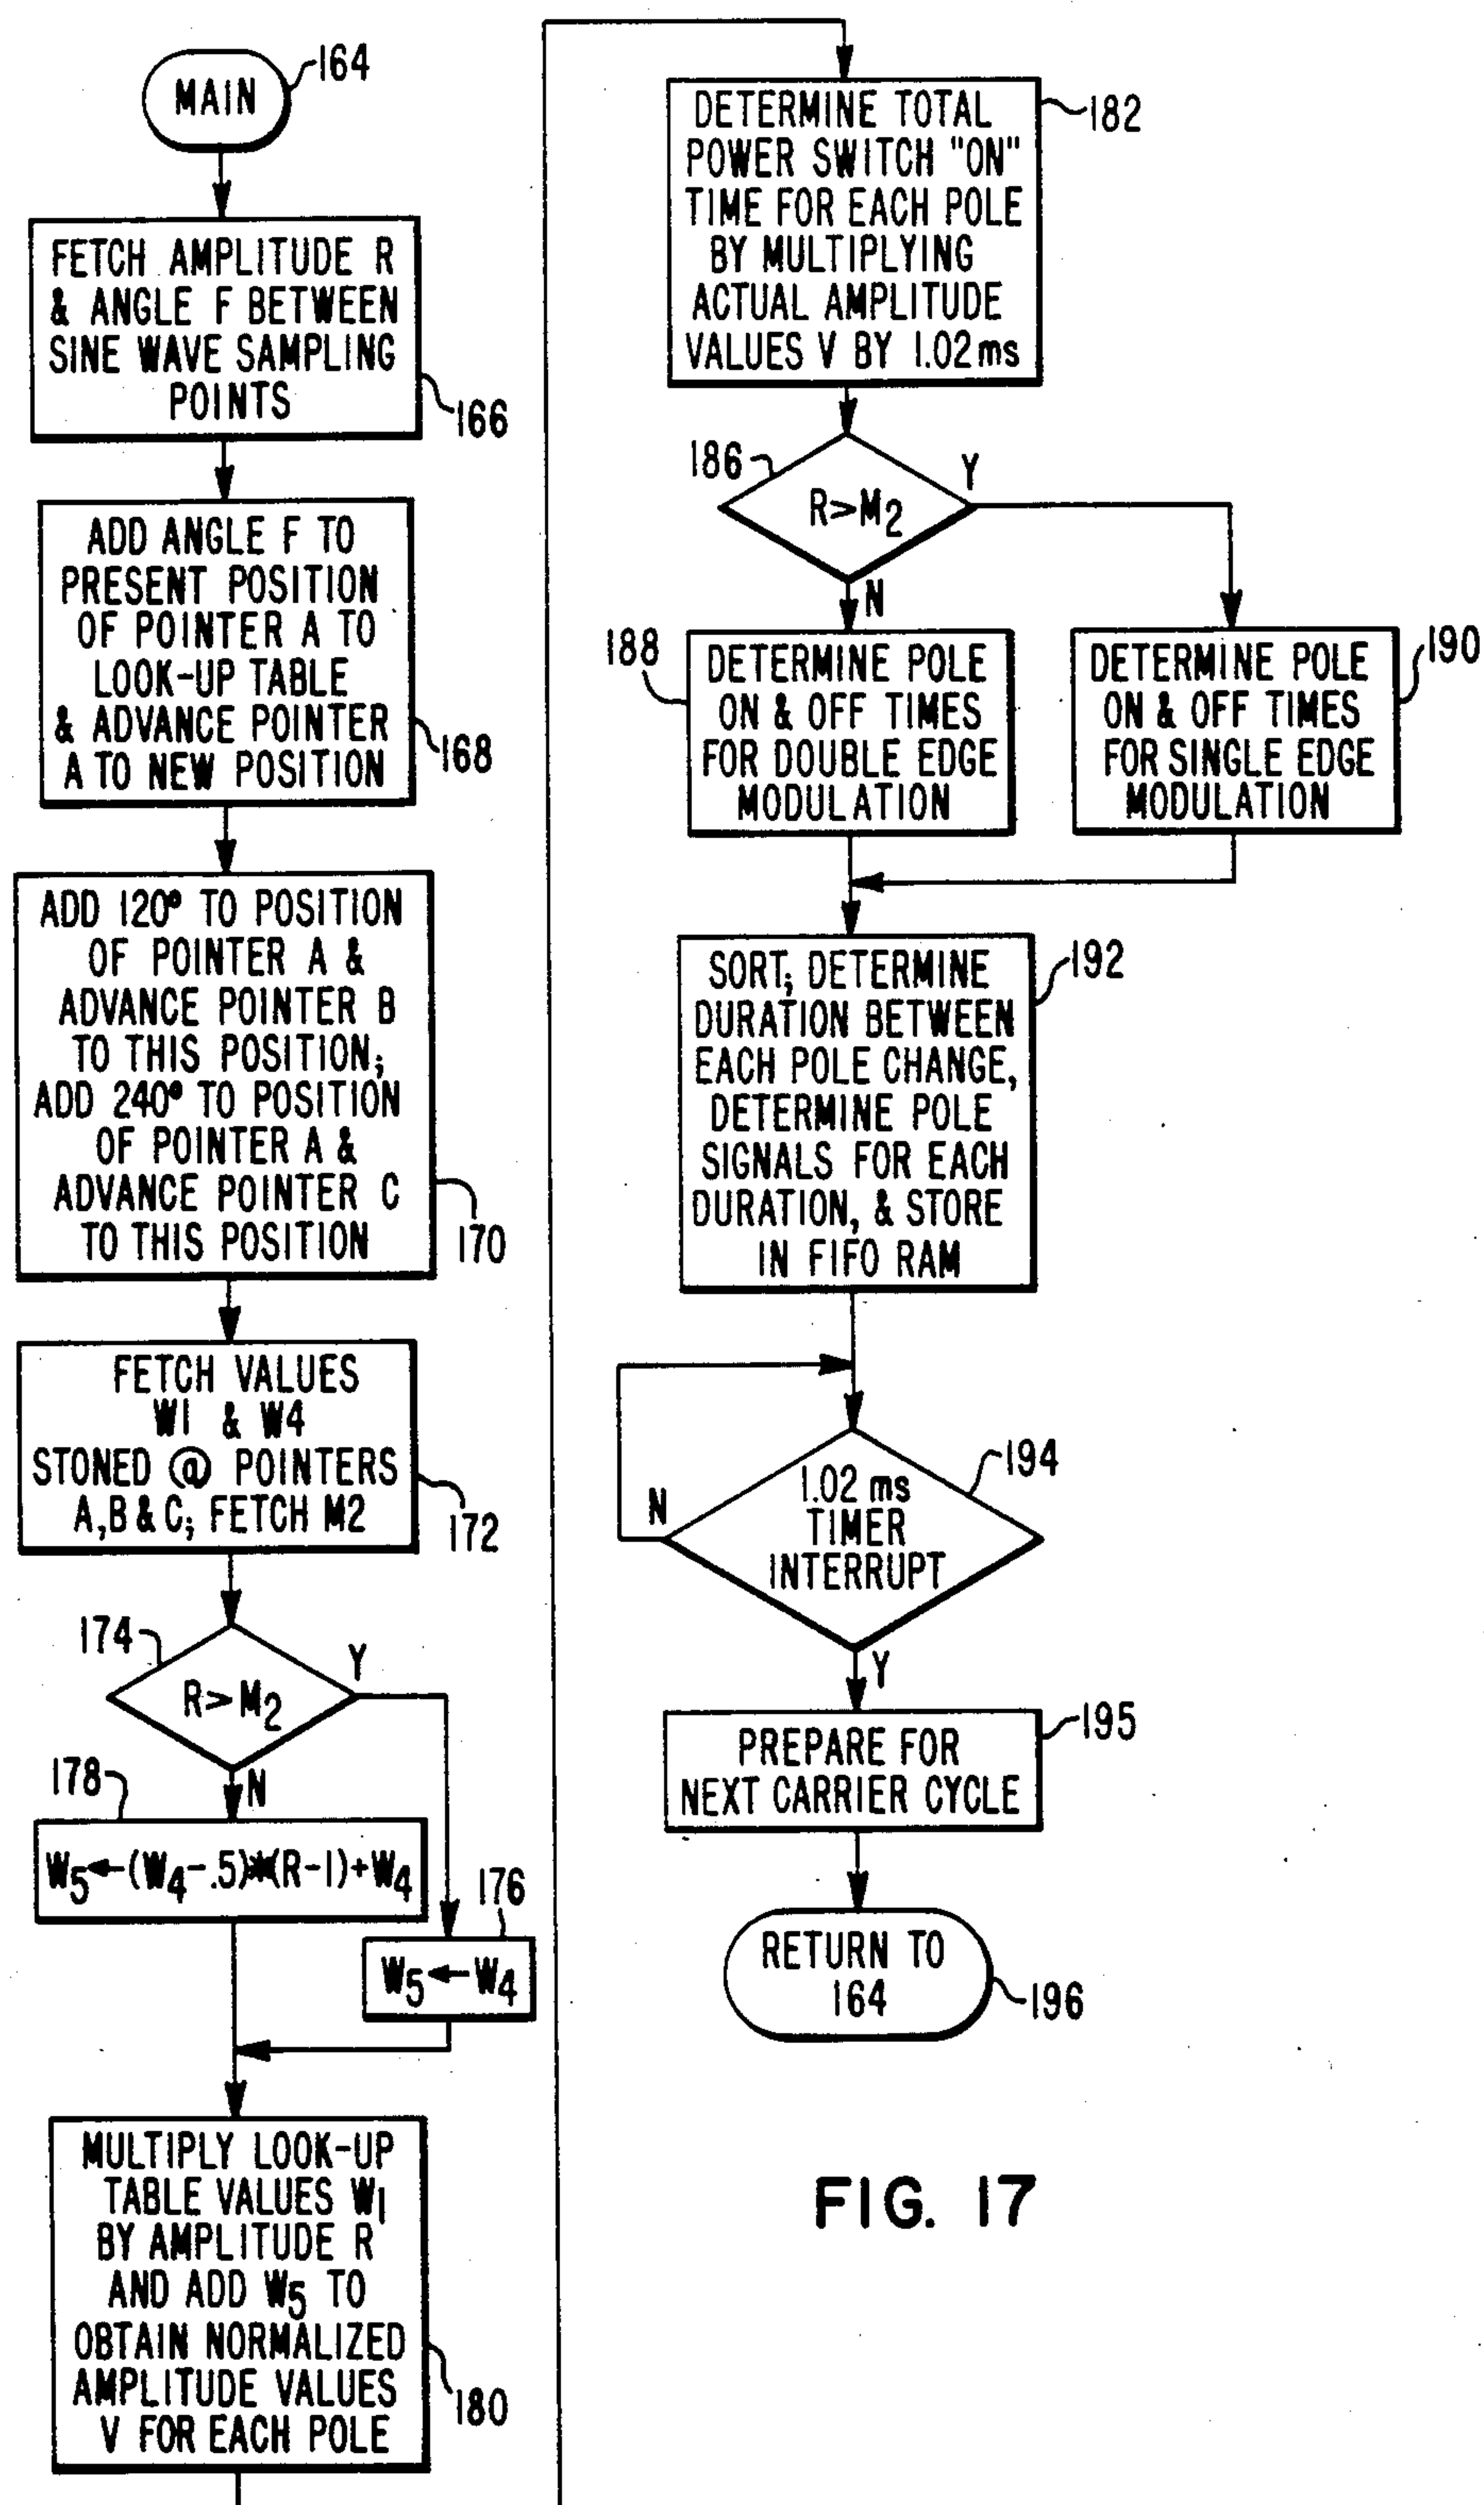 MAIN
164
FETCH AMPLITUDE R
& ANGLE F BETWEEN
SINE WAVE SAMPLING
POINTS
166
ADD ANGLE F TO
PRESENT POSITION
OF POINTER A TO
LOOK-UP TABLE
& ADVANCE POINTER
A TO NEW POSITION
168
ADD 120° TO POSITION
OF POINTER A &
ADVANCE POINTER B
TO THIS POSITION;
ADD 240° TO POSITION
OF POINTER A &
ADVANCE POINTER C
TO THIS POSITION
170
FETCH VALUES
W1 & W4
STONED @ POINTERS
A,B & C; FETCH M2
172
174
R>M2
Y
N
178
W5←(W4-.5)*(R-1)+W4
176
W5←W4
MULTIPLY LOOK-UP
TABLE VALUES W1
BY AMPLITUDE R
AND ADD W5 TO
OBTAIN NORMALIZED
AMPLITUDE VALUES
V FOR EACH POLE
180
DETERMINE TOTAL
POWER SWITCH "ON"
TIME FOR EACH POLE
BY MULTIPLYING
ACTUAL AMPLITUDE
VALUES V BY 1.02ms
182
186
R>M2
Y
N
188
DETERMINE POLE
ON & OFF TIMES
FOR DOUBLE EDGE
MODULATION
DETERMINE POLE
ON & OFF TIMES
FOR SINGLE EDGE
MODULATION
190
SORT; DETERMINE
DURATION BETWEEN
EACH POLE CHANGE,
DETERMINE POLE
SIGNALS FOR EACH
DURATION, & STORE
IN FIFO RAM
192
1.02 ms
TIMER
INTERRUPT
194
N
Y
PREPARE FOR
NEXT CARRIER CYCLE
195
RETURN TO
164
196
FIG. 17